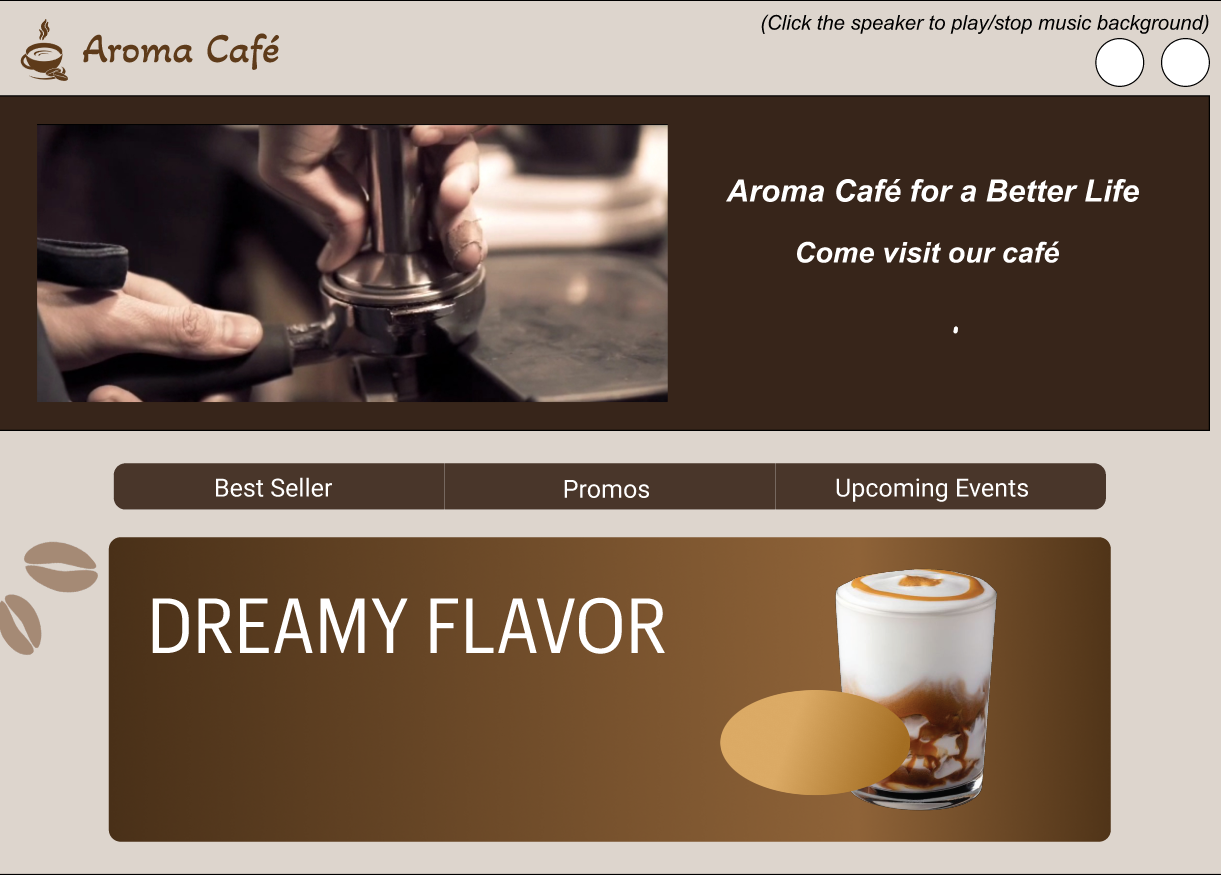 (Click the speaker to play/stop music background)
Aroma Café
Aroma Café for a Better Life
Come visit our café
Best Seller
Promos
Upcoming Events
DREAMY FLAVOR